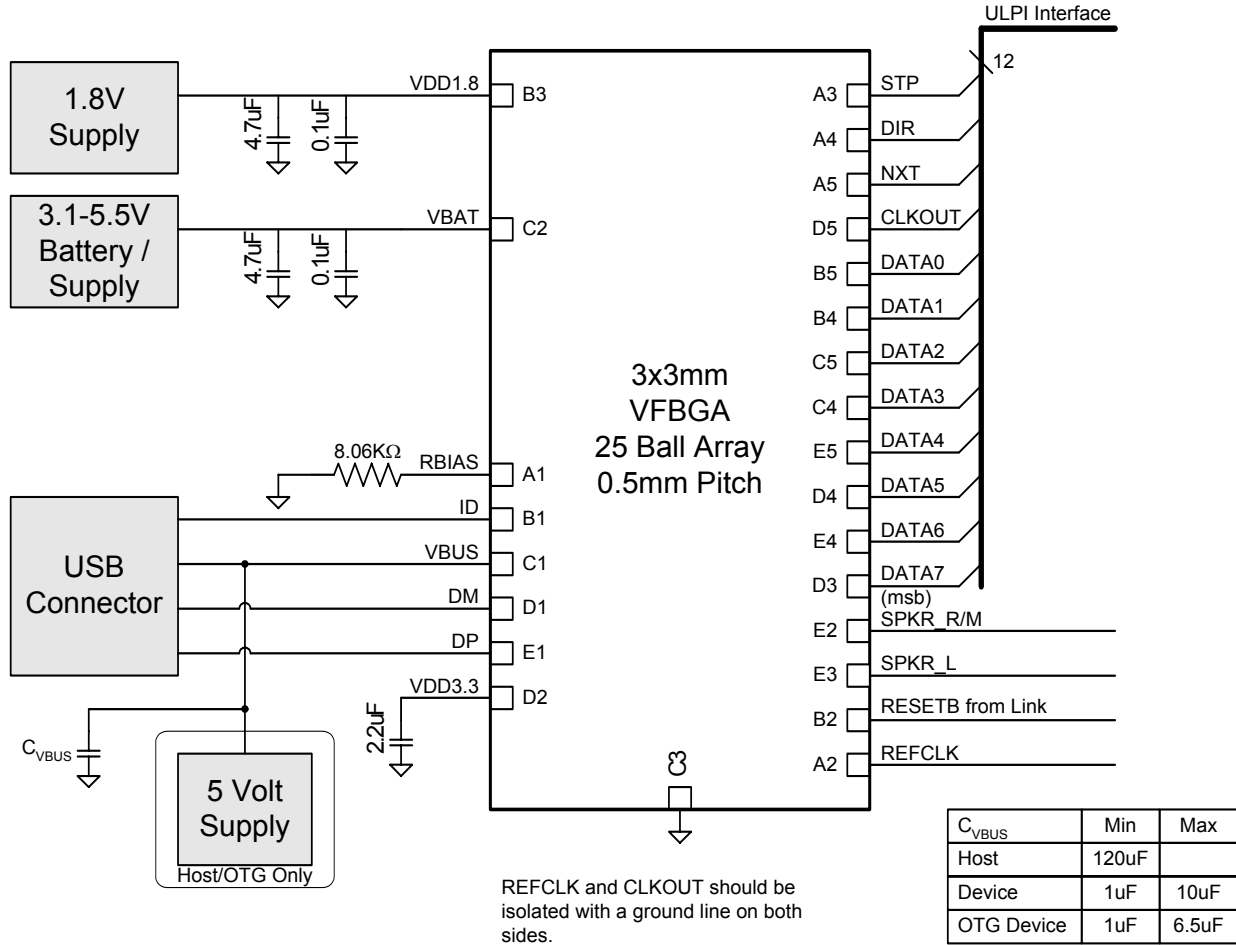 ULPI Interface
12
1.8V
Supply
4.7uF
0.1uF
VDD1.8
B3
3.1-5.5V
Battery /
Supply
4.7uF
0.1uF
VBAT
C2
3x3mm
VFBGA
25 Ball Array
0.5mm Pitch
8.06KΩ
RBIAS
A1
USB
Connector
ID
B1
VBUS
C1
DM
D1
DP
E1
VDD3.3
D2
2.2uF
C3
CVBUS
5 Volt
Supply
Host/OTG Only
A3
STP
A4
DIR
A5
NXT
D5
CLKOUT
B5
DATA0
B4
DATA1
C5
DATA2
C4
DATA3
E5
DATA4
D4
DATA5
E4
DATA6
D3
DATA7
(msb)
E2
SPKR_R/M
E3
SPKR_L
B2
RESETB from Link
A2
REFCLK
REFCLK and CLKOUT should be
isolated with a ground line on both
sides.
CVBUS Min Max
Host 120uF
Device 1uF 10uF
OTG Device 1uF 6.5uF